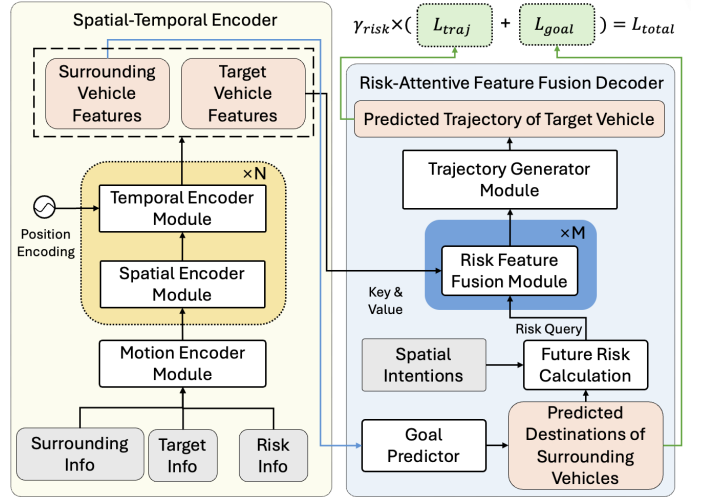 Spatial-Temporal Encoder
γrisk×( Ltraj + Lgoal ) = Ltotal
Surrounding
Vehicle
Features
Target
Vehicle
Features
×N
Temporal Encoder
Module
Position
Encoding
Spatial Encoder
Module
Motion Encoder
Module
Surrounding
Info
Target
Info
Risk
Info
Risk-Attentive Feature Fusion Decoder
Predicted Trajectory of Target Vehicle
Trajectory Generator
Module
×M
Risk Feature
Fusion Module
Key &
Value
Risk Query
Spatial
Intentions
Future Risk
Calculation
Goal
Predictor
Predicted
Destinations of
Surrounding
Vehicles